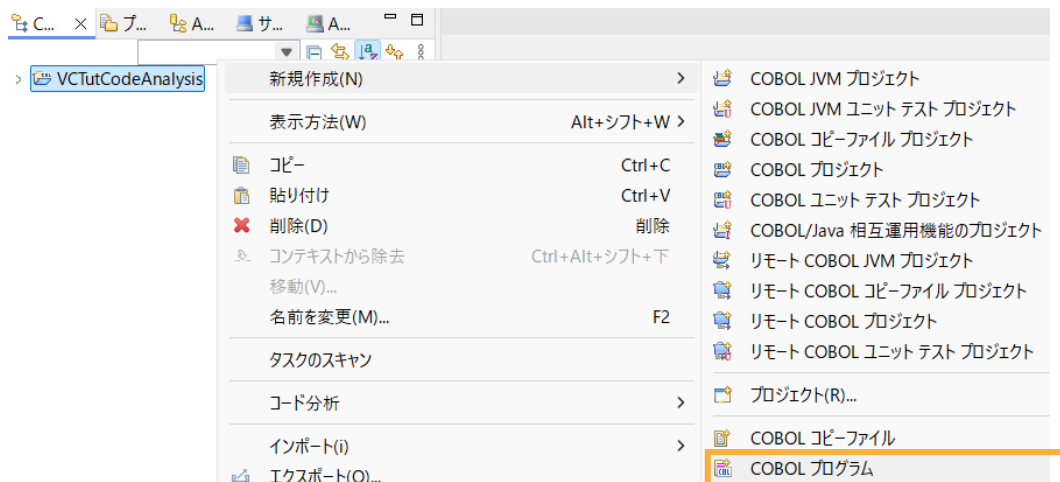 C... プ... A... サ... A...
VCTutCodeAnalysis
新規作成(N)
表示方法(W) Alt+シフト+W
コピー Ctrl+C
貼り付け Ctrl+V
削除(D) 削除
コンテキストから除去 Ctrl+Alt+シフト+下
移動(V)...
名前を変更(M)... F2
タスクのスキャン
コード分析
インポート(i)
エクスポート(O)...
COBOL JVM プロジェクト
COBOL JVM ユニット テスト プロジェクト
COBOL コピーファイル プロジェクト
COBOL プロジェクト
COBOL ユニット テスト プロジェクト
COBOL/Java 相互運用機能のプロジェクト
リモート COBOL JVM プロジェクト
リモート COBOL コピーファイル プロジェクト
リモート COBOL プロジェクト
リモート COBOL ユニット テスト プロジェクト
プロジェクト(R)...
COBOL コピーファイル
COBOL プログラム